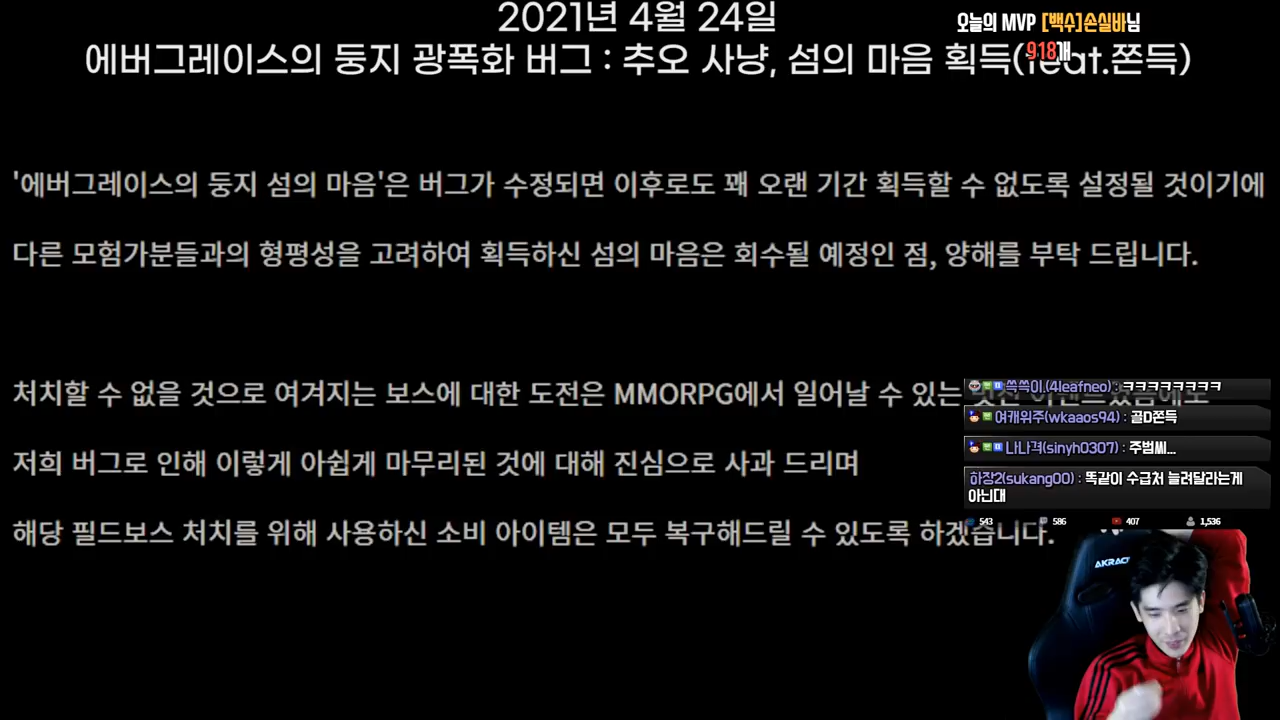 2021년 4월 24일
에버그레이스의 둥지 광폭화 버그 : 추오 사냥, 섬의 마음 획득(feat.쫀득)
오늘의 MVP [백수]손실바님
918개
'에버그레이스의 둥지 섬의 마음'은 버그가 수정되면 이후로도 꽤 오랜 기간 획득할 수 없도록 설정될 것이기에
다른 모험가분들과의 형평성을 고려하여 획득하신 섬의 마음은 회수될 예정인 점, 양해를 부탁 드립니다.
처치할 수 없을 것으로 여겨지는 보스에 대한 도전은 MMORPG에서 일어날 수 있는
저희 버그로 인해 이렇게 아쉽게 마무리된 것에 대해 진심으로 사과 드리며
해당 필드보스 처치를 위해 사용하신 소비 아이템은 모두 복구해드릴 수 있도록 하겠습니다.
쓱쓱이.(4leafneo) : ㅋㅋㅋㅋㅋㅋㅋㅋ
여캐위주(wkaaos94) : 골D쫀득
나나격(sinyh0307) : 주범씨...
하장2(sukang00) : 똑같이 수급처 늘려달라는게
아닌대
543 586 407 1,536
AKRAC